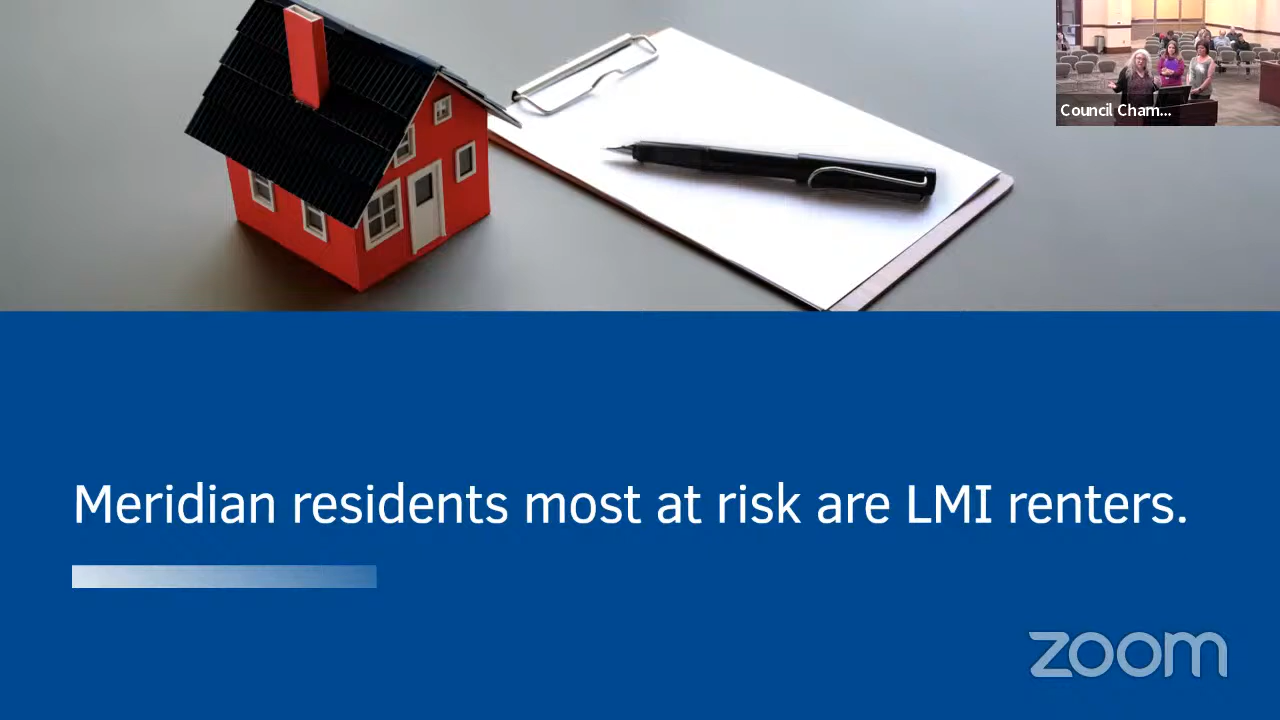 Council Cham...
Meridian residents most at risk are LMI renters.
zoom